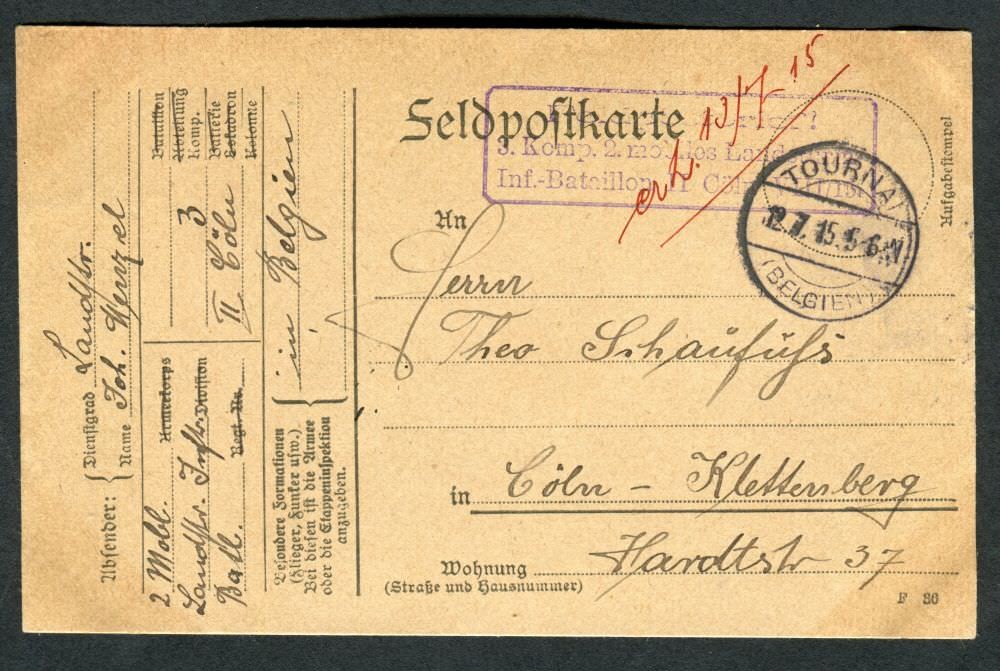 Feldpostkarte
erh. 13/7 15
3. Komp. 2. mobiles Land
Inf.-Bataillon II Cöln
TOURNAI
12.7.15. 5-6 N
(BELGIEN)
Aufgabestempel
An
Herrn
Theo Schaufuß
in Cöln - Klettenberg
Wohnung Hardtstr 37
(Straße und Hausnummer)
F 86
Absender:
Dienstgrad Landstr.
Name Joh. Wenzel
2 Mobl. Armeekorps
Landstr. Inftr. Division
Batl. Regt. Nr.
Bataillon
Abteilung
Komp. 3
Batterie
Eskadron II Cöln
Kolonne
Besondere Formationen
(Flieger, Funker usw.)
Bei diesen ist die Armee
oder die Etappeninspektion
anzugeben.
in Belgien